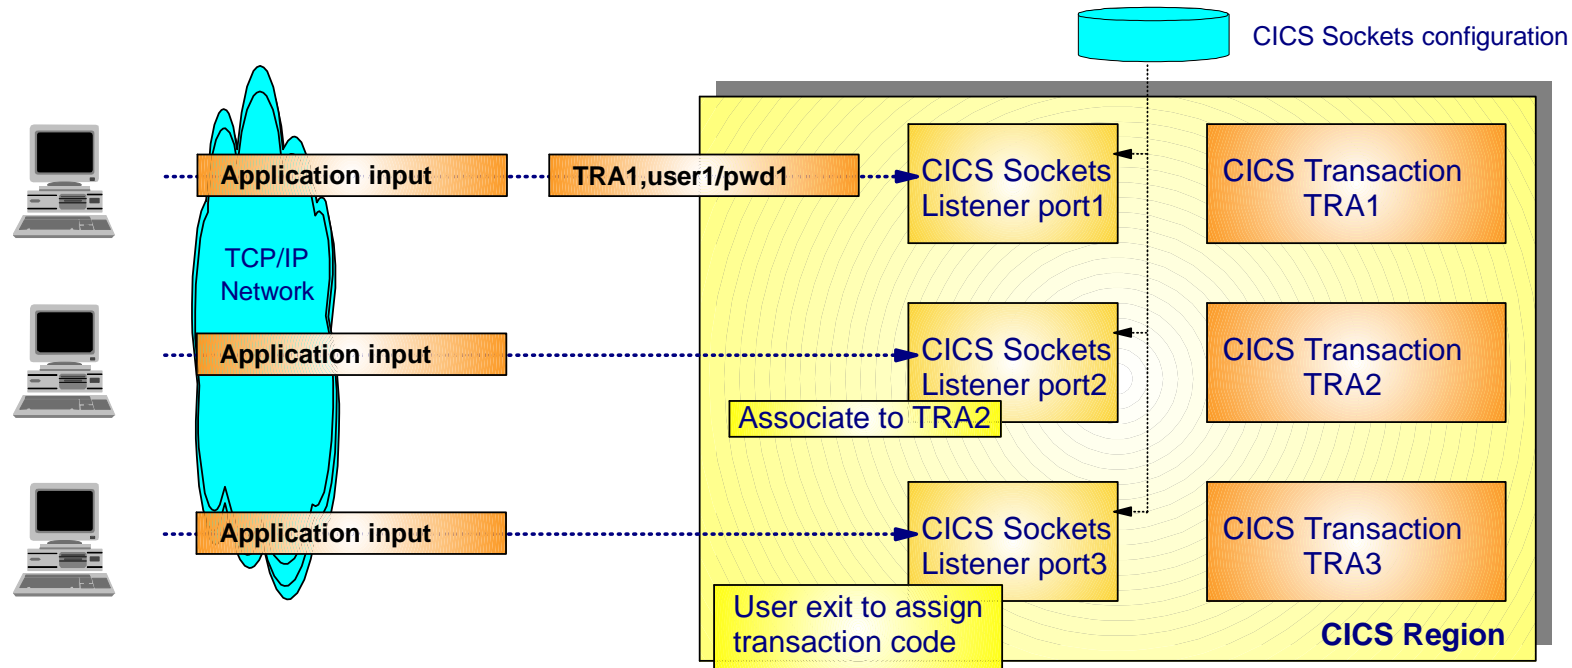 CICS Sockets configuration
Application input
TRA1,user1/pwd1
CICS Sockets
Listener port1
CICS Transaction
TRA1
TCP/IP
Network
Application input
CICS Sockets
Listener port2
Associate to TRA2
CICS Transaction
TRA2
Application input
CICS Sockets
Listener port3
User exit to assign
transaction code
CICS Transaction
TRA3
CICS Region